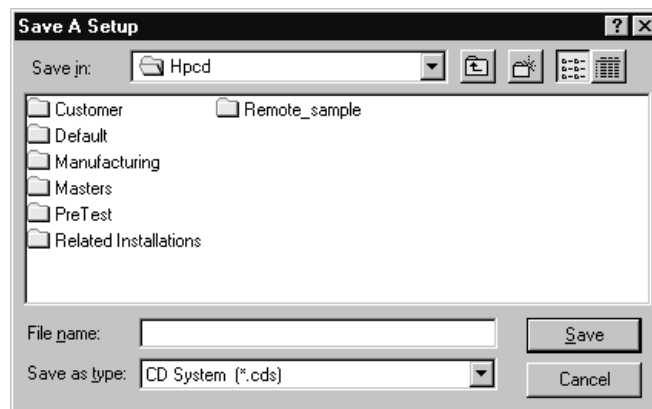 Save A Setup
Save in: Hpcd
Customer Remote_sample
Default
Manufacturing
Masters
PreTest
Related Installations
File name: Save
Save as type: CD System (*.cds) Cancel